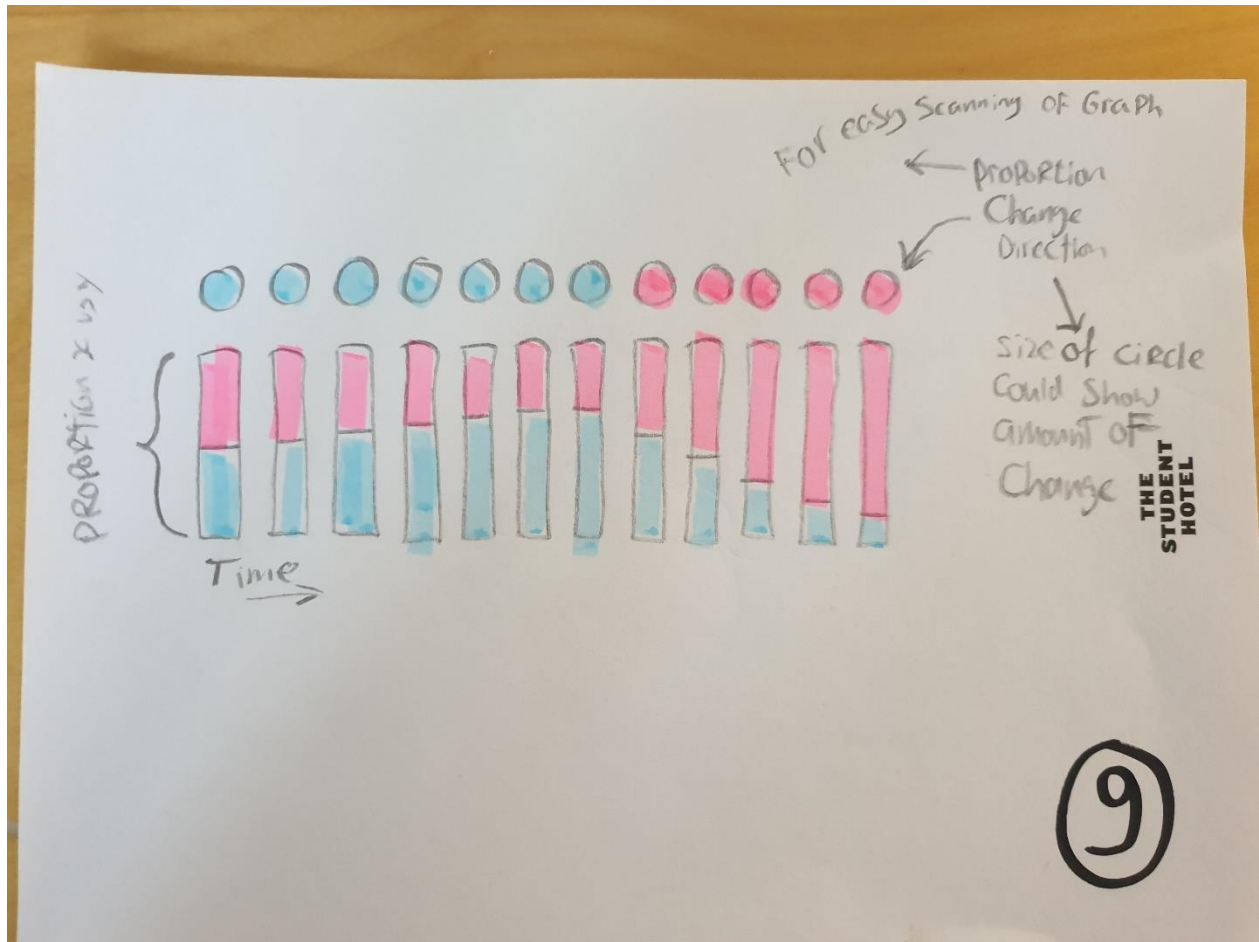 For easy Scanning of Graph
Proportion
Change
Direction
Size of circle
Could Show
amount of
Change
THE
STUDENT
HOTEL
Proportion x vs y
Time
9